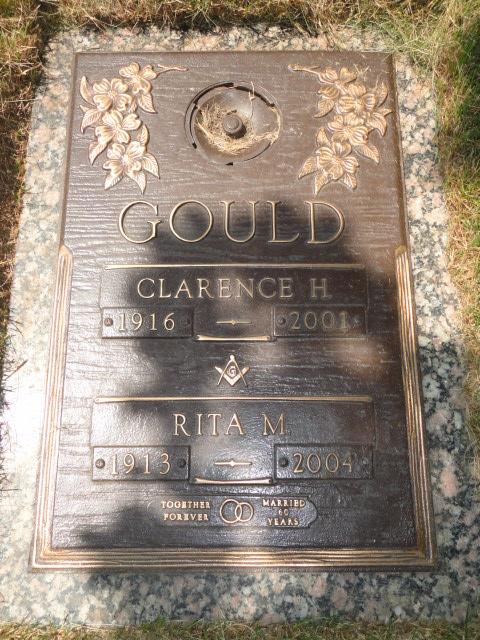 GOULD
CLARENCE H.
1916 — 2001
G
RITA M.
1913 — 2004
TOGETHER FOREVER
MARRIED 60 YEARS